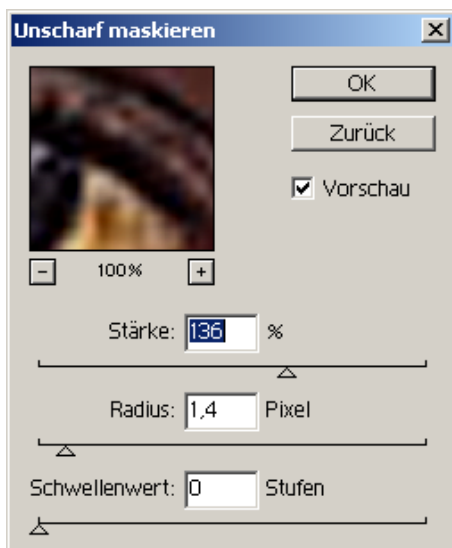 Unscharf maskieren
OK
Zurück
Vorschau
100%
Stärke: 136 %
Radius: 1,4 Pixel
Schwellenwert: 0 Stufen